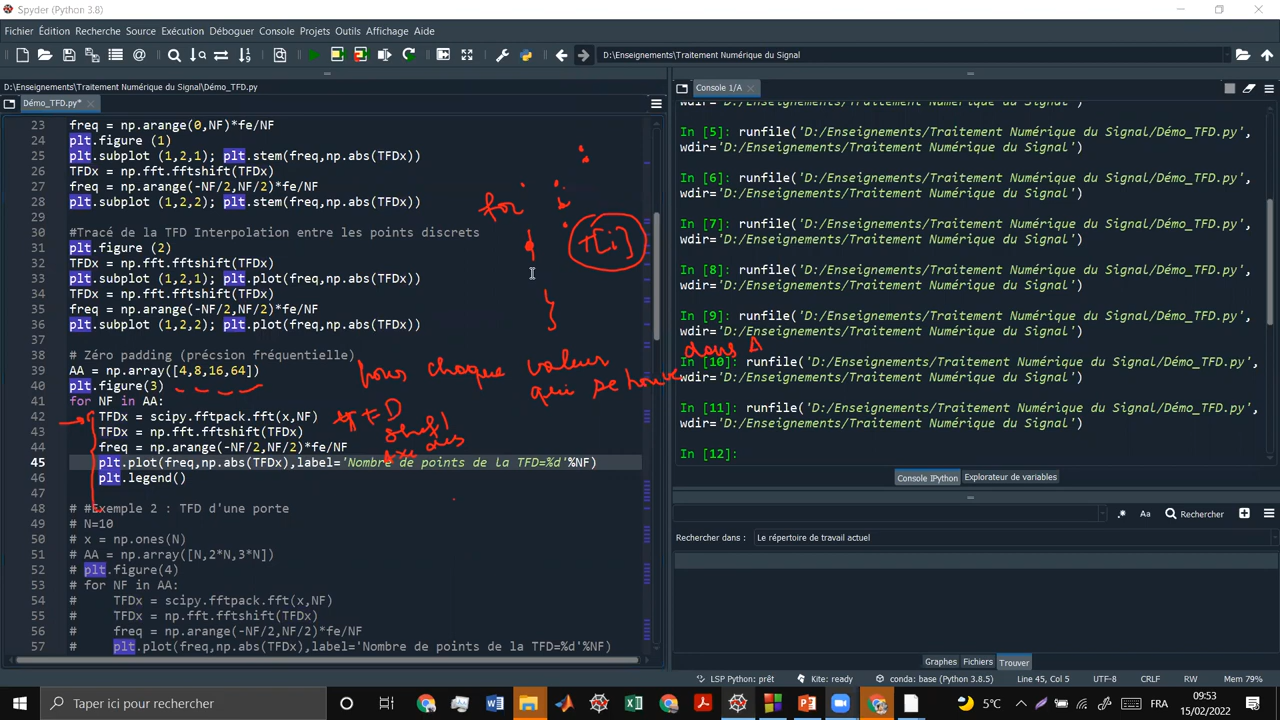 Spyder (Python 3.8)
Fichier Édition Recherche Source Exécution Déboguer Console Projets Outils Affichage Aide
D:\Enseignements\Traitement Numérique du Signal
D:\Enseignements\Traitement Numérique du Signal\Démo_TFD.py
Démo_TFD.py*
23 freq = np.arange(0,NF)*fe/NF
24 plt.figure (1)
25 plt.subplot (1,2,1); plt.stem(freq,np.abs(TFDx))
26 TFDx = np.fft.fftshift(TFDx)
27 freq = np.arange(-NF/2,NF/2)*fe/NF
28 plt.subplot (1,2,2); plt.stem(freq,np.abs(TFDx))
29
30 #Tracé de la TFD Interpolation entre les points discrets
31 plt.figure (2)
32 TFDx = np.fft.fftshift(TFDx)
33 plt.subplot (1,2,1); plt.plot(freq,np.abs(TFDx))
34 TFDx = np.fft.fftshift(TFDx)
35 freq = np.arange(-NF/2,NF/2)*fe/NF
36 plt.subplot (1,2,2); plt.plot(freq,np.abs(TFDx))
37
38 # Zéro padding (précsion fréquentielle)
39 AA = np.array([4,8,16,64])
40 plt.figure(3)
41 for NF in AA:
42 TFDx = scipy.fftpack.fft(x,NF)
43 TFDx = np.fft.fftshift(TFDx)
44 freq = np.arange(-NF/2,NF/2)*fe/NF
45 plt.plot(freq,np.abs(TFDx),label='Nombre de points de la TFD=%d'%NF)
46 plt.legend()
47
48 # #Exemple 2 : TFD d'une porte
49 # N=10
50 # x = np.ones(N)
51 # AA = np.array([N,2*N,3*N])
52 # plt.figure(4)
53 # for NF in AA:
54 # TFDx = scipy.fftpack.fft(x,NF)
55 # TFDx = np.fft.fftshift(TFDx)
56 # freq = np.arange(-NF/2,NF/2)*fe/NF
57 # plt.plot(freq,np.abs(TFDx),label='Nombre de points de la TFD=%d'%NF)
for i
t[i]
}
chaque valeur
qui se trouve dans A
Console 1/A
wdir='D:/Enseignements/Traitement Numérique du Signal')
In [5]: runfile('D:/Enseignements/Traitement Numérique du Signal/Démo_TFD.py',
wdir='D:/Enseignements/Traitement Numérique du Signal')
In [6]: runfile('D:/Enseignements/Traitement Numérique du Signal/Démo_TFD.py',
wdir='D:/Enseignements/Traitement Numérique du Signal')
In [7]: runfile('D:/Enseignements/Traitement Numérique du Signal/Démo_TFD.py',
wdir='D:/Enseignements/Traitement Numérique du Signal')
In [8]: runfile('D:/Enseignements/Traitement Numérique du Signal/Démo_TFD.py',
wdir='D:/Enseignements/Traitement Numérique du Signal')
In [9]: runfile('D:/Enseignements/Traitement Numérique du Signal/Démo_TFD.py',
wdir='D:/Enseignements/Traitement Numérique du Signal')
In [10]: runfile('D:/Enseignements/Traitement Numérique du Signal/Démo_TFD.py',
wdir='D:/Enseignements/Traitement Numérique du Signal')
In [11]: runfile('D:/Enseignements/Traitement Numérique du Signal/Démo_TFD.py',
wdir='D:/Enseignements/Traitement Numérique du Signal')
In [12]:
Console IPython Explorateur de variables
.* Aa Rechercher
Rechercher dans : Le répertoire de travail actuel
Graphes Fichiers Trouver
LSP Python: prêt Kite: ready conda: base (Python 3.8.5) Line 45, Col 5 UTF-8 CRLF RW Mem 79%
Taper ici pour rechercher
5°C FRA
09:53
15/02/2022